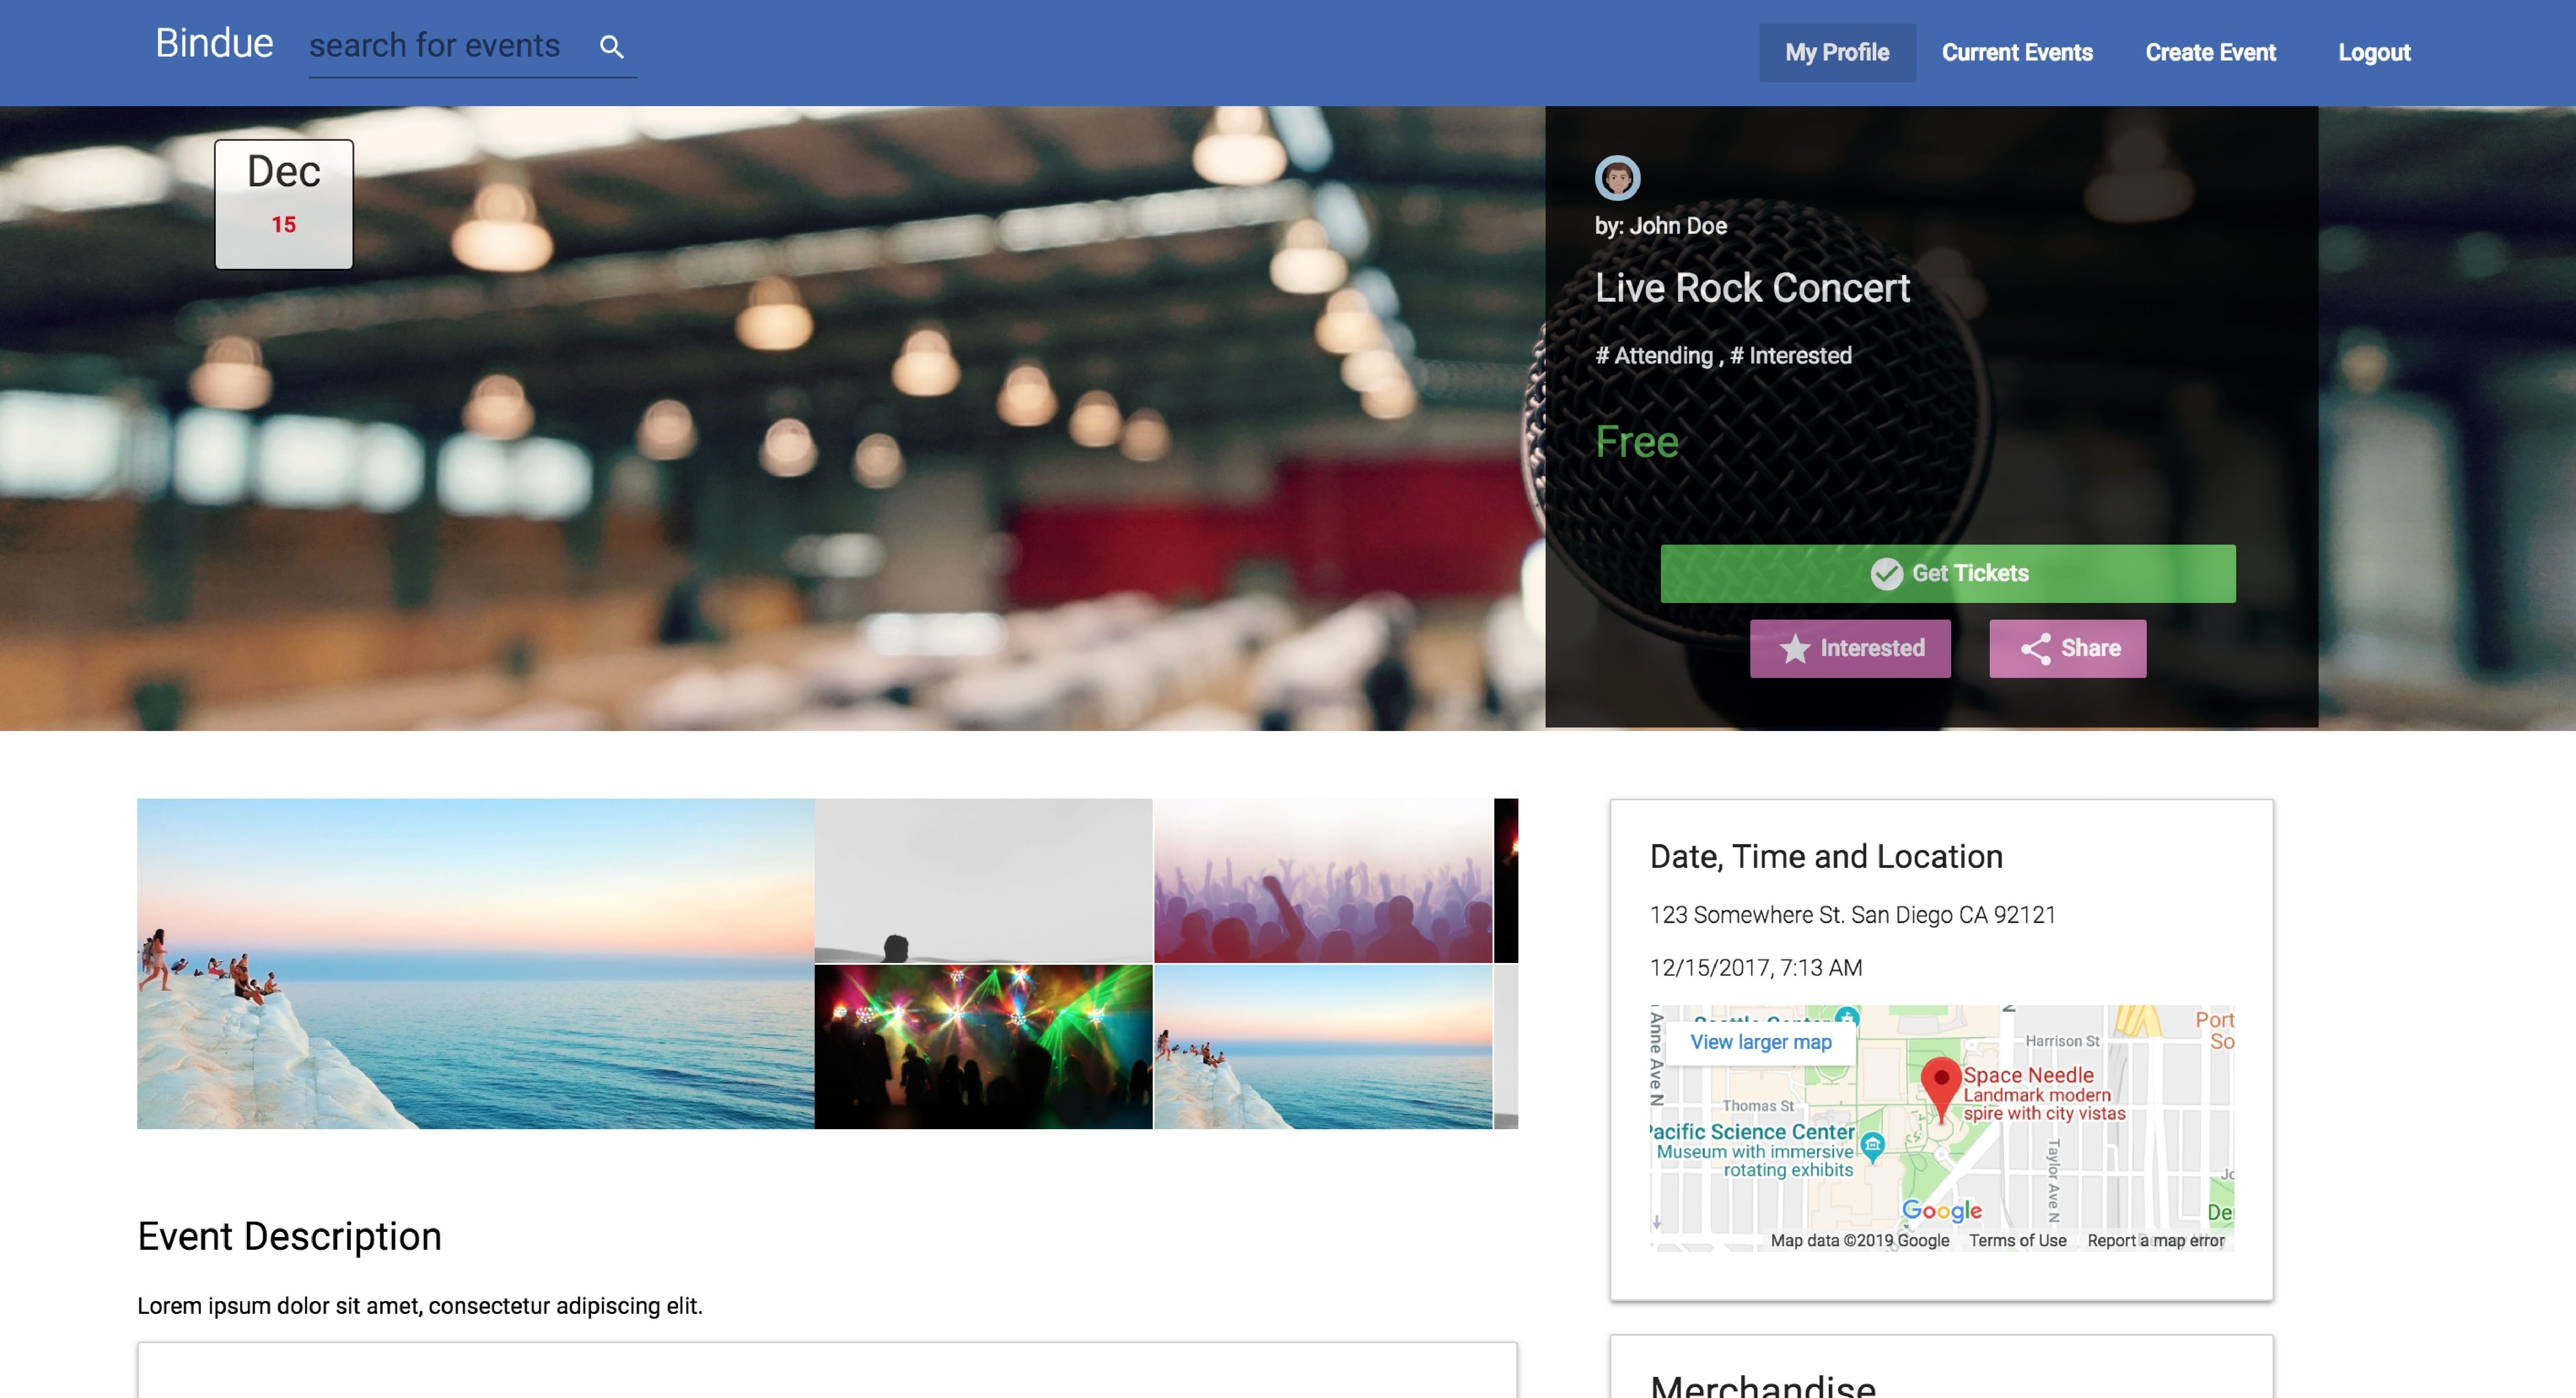 Bindue
search for events
My Profile
Current Events
Create Event
Logout
Dec
15
by: John Doe
Live Rock Concert
# Attending , # Interested
Free
Get Tickets
Interested
Share
Date, Time and Location
123 Somewhere St. San Diego CA 92121
12/15/2017, 7:13 AM
View larger map
Anne Ave N
Harrison St
Port
So
Space Needle
Landmark modern
spire with city vistas
Thomas St
acific Science Center
Museum with immersive
rotating exhibits
Taylor Ave N
De
Google
Map data ©2019 Google
Terms of Use
Report a map error
Event Description
Lorem ipsum dolor sit amet, consectetur adipiscing elit.
Merchandise